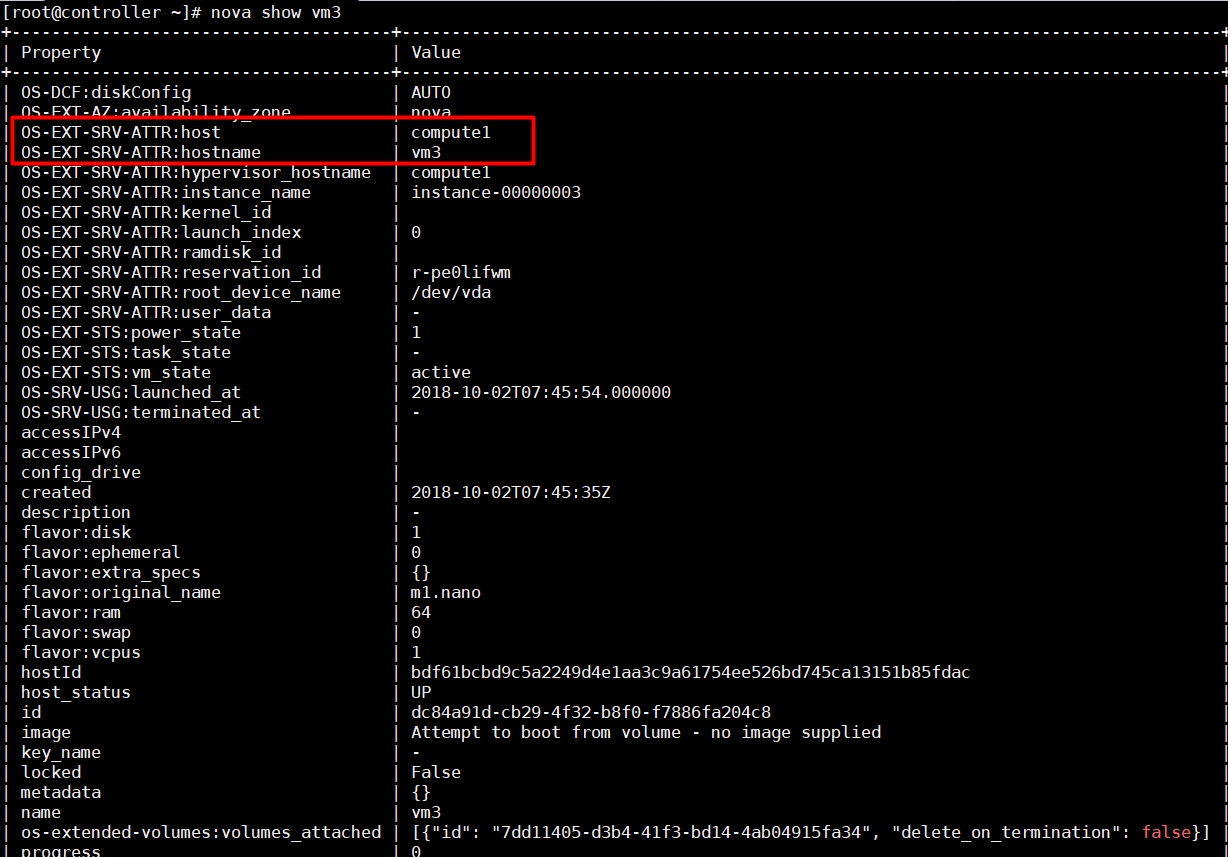 [root@controller ~]# nova show vm3
+--------------------------------------+----------------------------------------------------------------------------------+
| Property | Value |
+--------------------------------------+----------------------------------------------------------------------------------+
| OS-DCF:diskConfig | AUTO
| OS-EXT-AZ:availability_zone | nova
| OS-EXT-SRV-ATTR:host | compute1
| OS-EXT-SRV-ATTR:hostname | vm3
| OS-EXT-SRV-ATTR:hypervisor_hostname | compute1
| OS-EXT-SRV-ATTR:instance_name | instance-00000003
| OS-EXT-SRV-ATTR:kernel_id |
| OS-EXT-SRV-ATTR:launch_index | 0
| OS-EXT-SRV-ATTR:ramdisk_id |
| OS-EXT-SRV-ATTR:reservation_id | r-pe0lifwm
| OS-EXT-SRV-ATTR:root_device_name | /dev/vda
| OS-EXT-SRV-ATTR:user_data | -
| OS-EXT-STS:power_state | 1
| OS-EXT-STS:task_state | -
| OS-EXT-STS:vm_state | active
| OS-SRV-USG:launched_at | 2018-10-02T07:45:54.000000
| OS-SRV-USG:terminated_at | -
| accessIPv4 |
| accessIPv6 |
| config_drive |
| created | 2018-10-02T07:45:35Z
| description | -
| flavor:disk | 1
| flavor:ephemeral | 0
| flavor:extra_specs | {}
| flavor:original_name | m1.nano
| flavor:ram | 64
| flavor:swap | 0
| flavor:vcpus | 1
| hostId | bdf61bcbd9c5a2249d4e1aa3c9a61754ee526bd745ca13151b85fdac
| host_status | UP
| id | dc84a91d-cb29-4f32-b8f0-f7886fa204c8
| image | Attempt to boot from volume - no image supplied
| key_name | -
| locked | False
| metadata | {}
| name | vm3
| os-extended-volumes:volumes_attached | [{"id": "7dd11405-d3b4-41f3-bd14-4ab04915fa34", "delete_on_termination": false}] |
| progress | 0